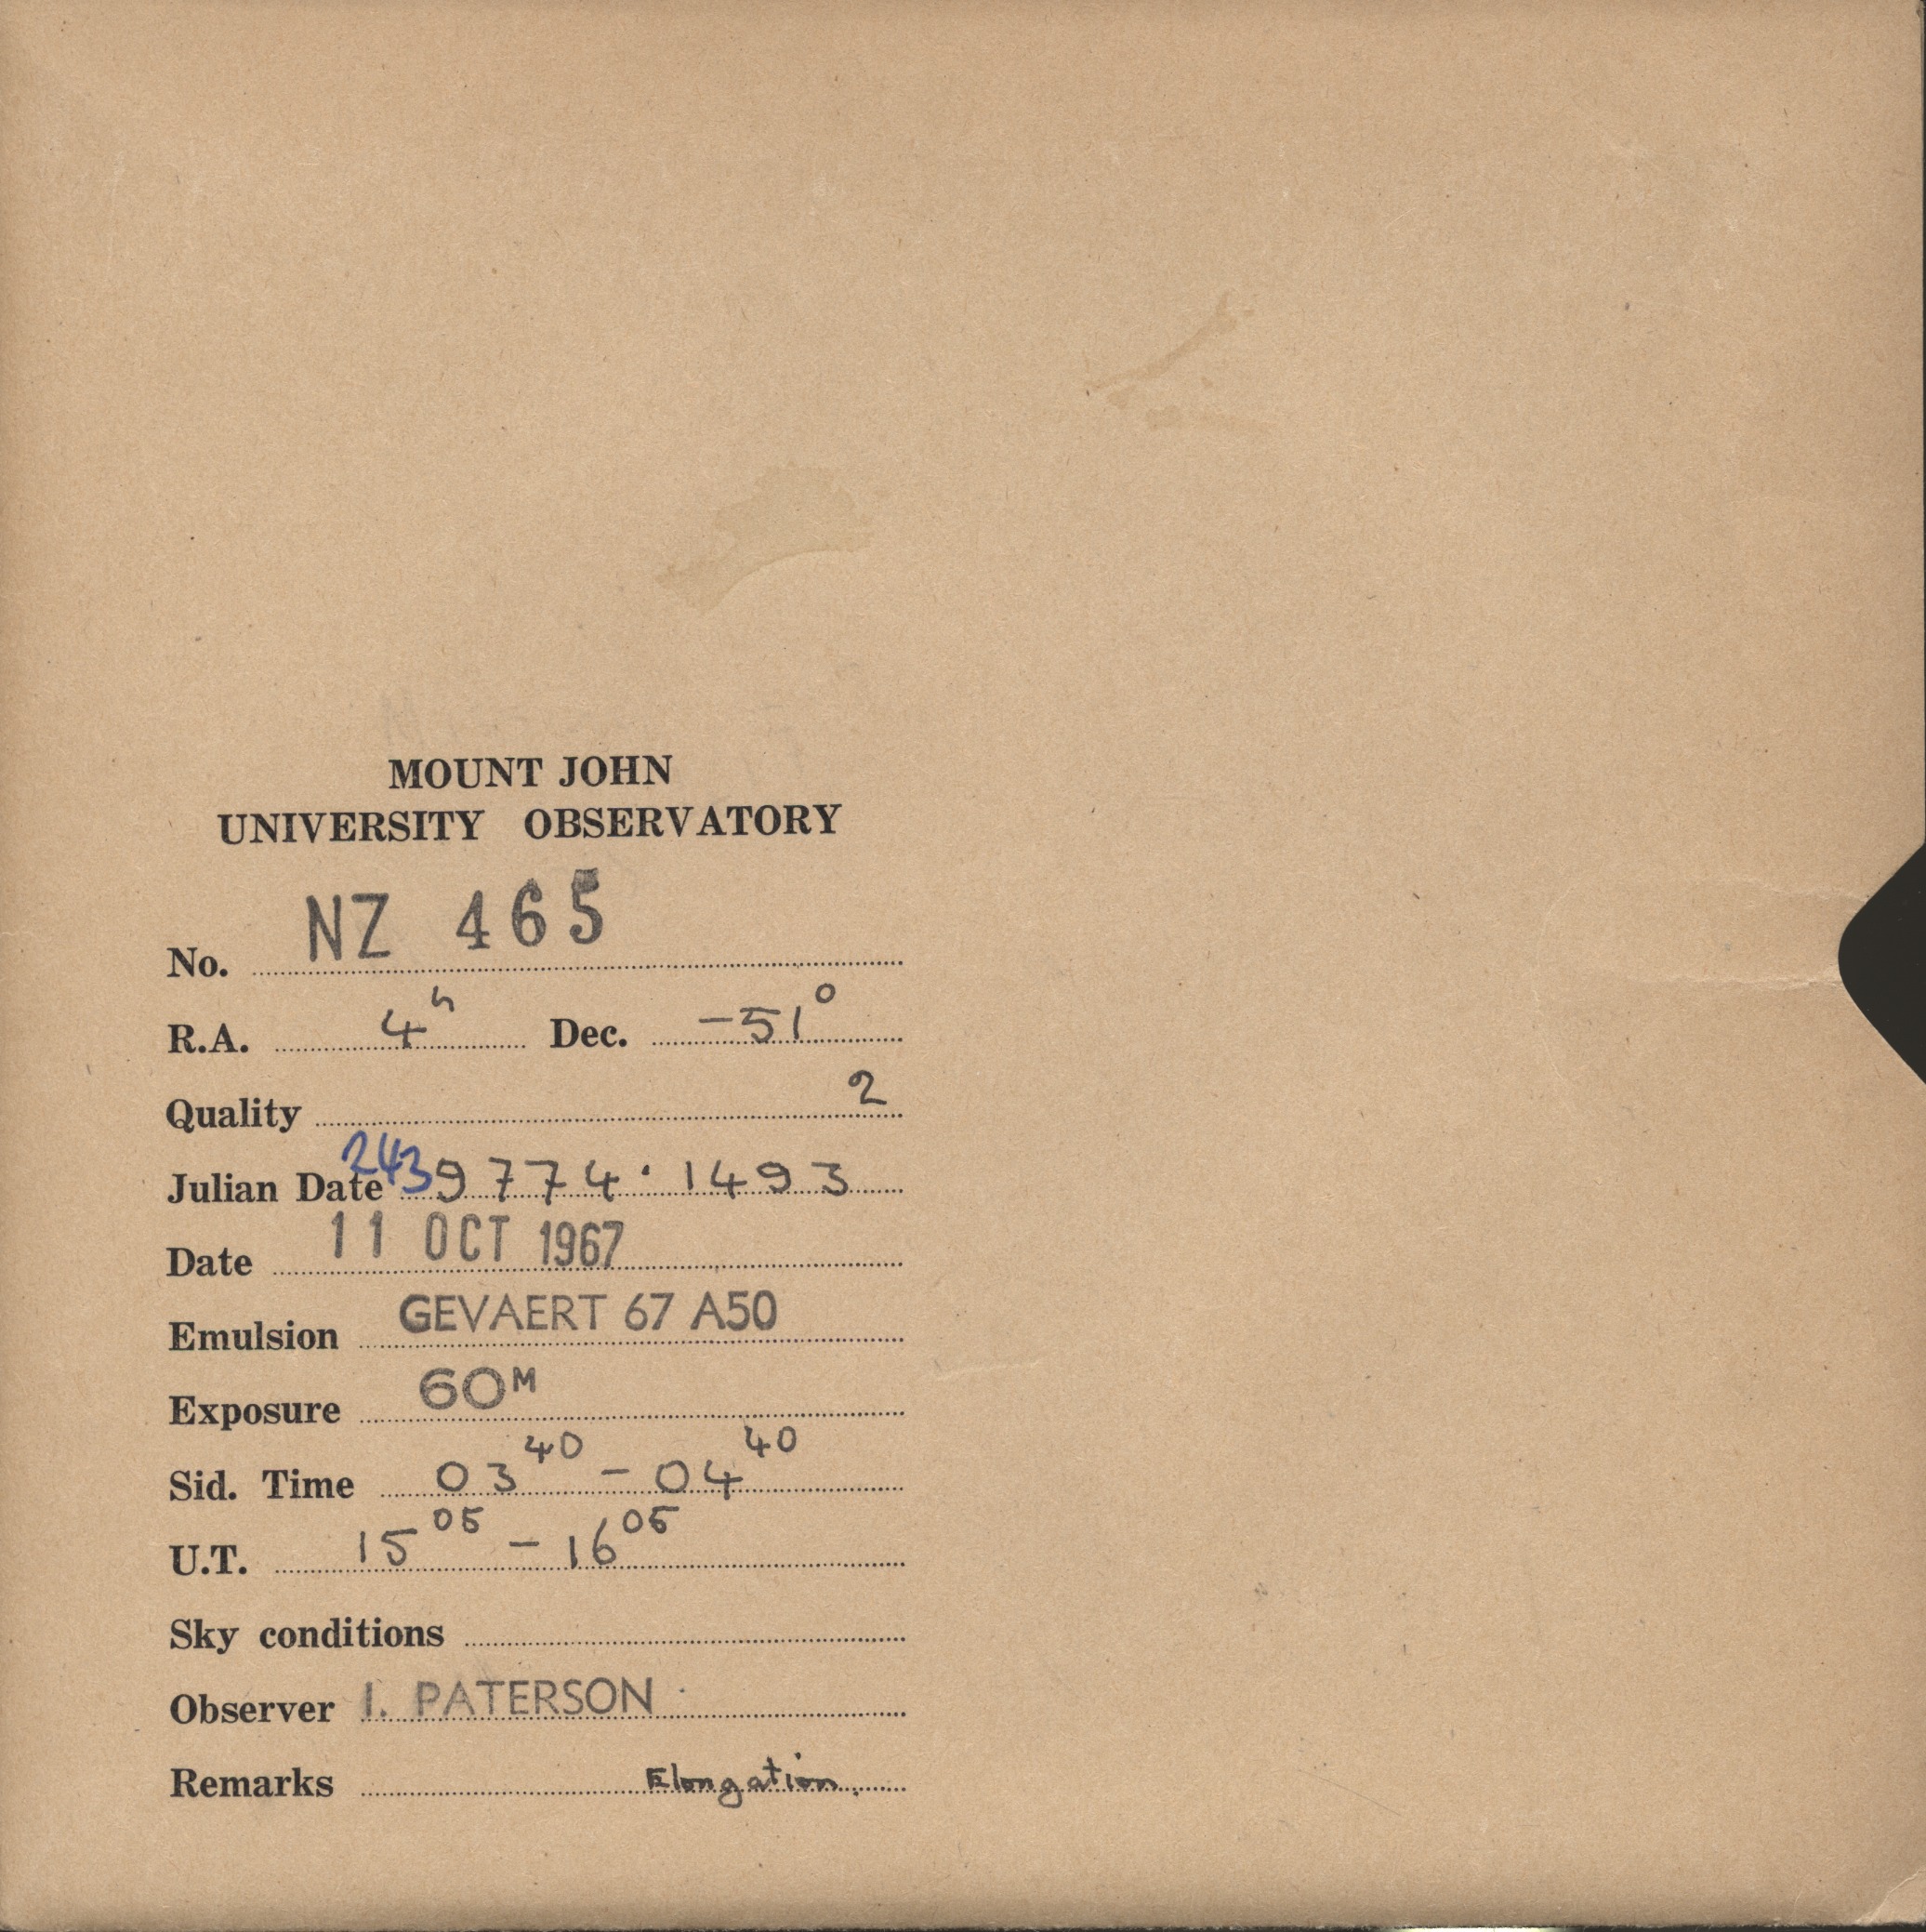 MOUNT JOHN
UNIVERSITY OBSERVATORY
No. NZ 465
R.A. 4h Dec. -51°
Quality 2
Julian Date 2439774.1493
Date 11 OCT 1967
Emulsion GEVAERT 67 A50
Exposure 60M
Sid. Time 03 40 - 04 40
U.T. 15 05 - 16 05
Sky conditions
Observer I. PATERSON
Remarks Elongation.